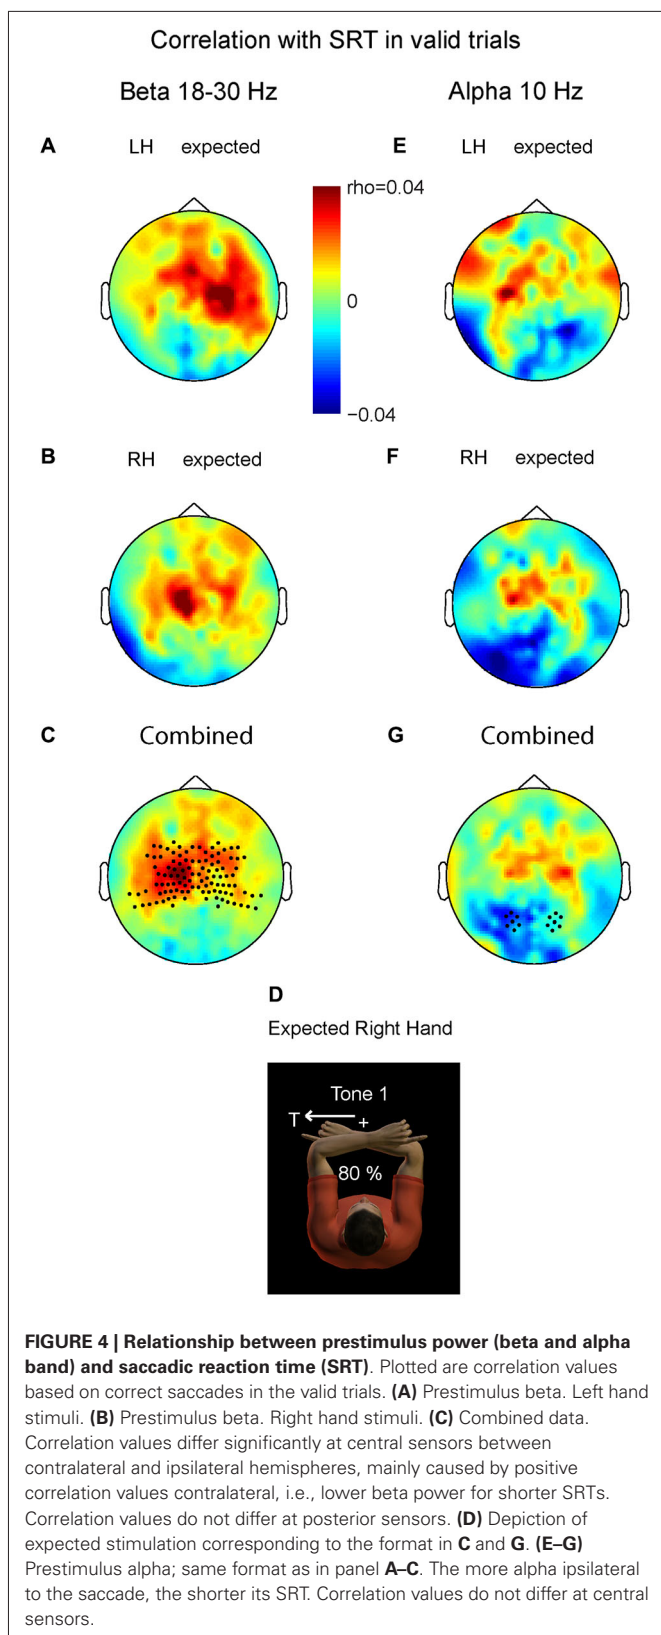 Correlation with SRT in valid trials
Beta 18-30 Hz
Alpha 10 Hz
A
LH expected
E
LH expected
rho=0.04
0
−0.04
B
RH expected
F
RH expected
C
Combined
G
Combined
D
Expected Right Hand
Tone 1
T
+
80 %
FIGURE 4 | Relationship between prestimulus power (beta and alpha
band) and saccadic reaction time (SRT). Plotted are correlation values
based on correct saccades in the valid trials. (A) Prestimulus beta. Left hand
stimuli. (B) Prestimulus beta. Right hand stimuli. (C) Combined data.
Correlation values differ significantly at central sensors between
contralateral and ipsilateral hemispheres, mainly caused by positive
correlation values contralateral, i.e., lower beta power for shorter SRTs.
Correlation values do not differ at posterior sensors. (D) Depiction of
expected stimulation corresponding to the format in C and G. (E–G)
Prestimulus alpha; same format as in panel A–C. The more alpha ipsilateral
to the saccade, the shorter its SRT. Correlation values do not differ at central
sensors.